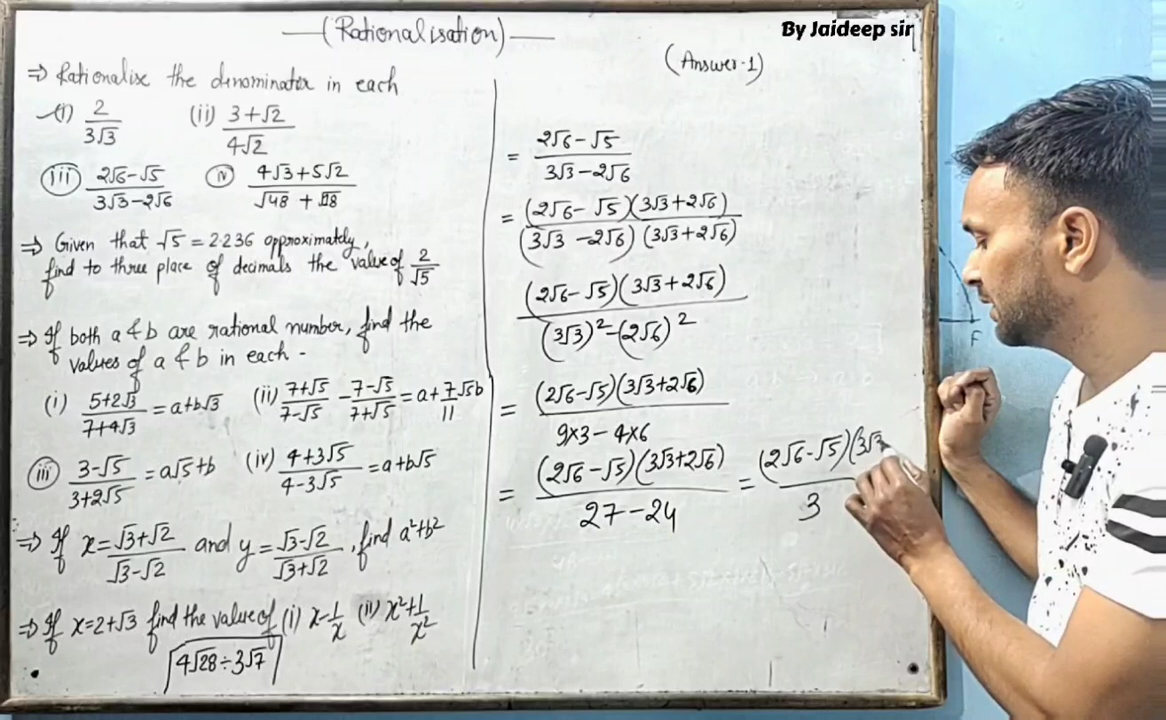 By Jaideep sir
—(Rationalisation)—
⇒ Rationalise the denominator in each
(i) 2/3√3 (ii) 3+√2/4√2
(iii) 2√6-√5/3√3-2√6 (iv) 4√3+5√2/√48 + √18
⇒ Given that √5 = 2.236 approximately,
find to three place of decimals the value of 2/√5
⇒ If both a & b are rational number, find the
values of a & b in each -
(i) 5+2√3/7+4√3 = a+b√3 (ii) 7+√5/7-√5 - 7-√5/7+√5 = a+7/11√5b
(iii) 3-√5/3+2√5 = a√5+b (iv) 4+3√5/4-3√5 = a+b√5
⇒ If x = √3+√2/√3-√2 and y = √3-√2/√3+√2, find a²+b²
⇒ If x=2+√3 find the value of (i) x-1/x (ii) x²+1/x²
4√28÷3√7
(Answer-1)
= 2√6-√5/3√3-2√6
= (2√6-√5)(3√3+2√6)/(3√3-2√6)(3√3+2√6)
(2√6-√5)(3√3+2√6)/(3√3)²-(2√6)²
= (2√6-√5)(3√3+2√6)/9×3-4×6
= (2√6-√5)(3√3+2√6)/27-24 = (2√6-√5)(3√3/3
F